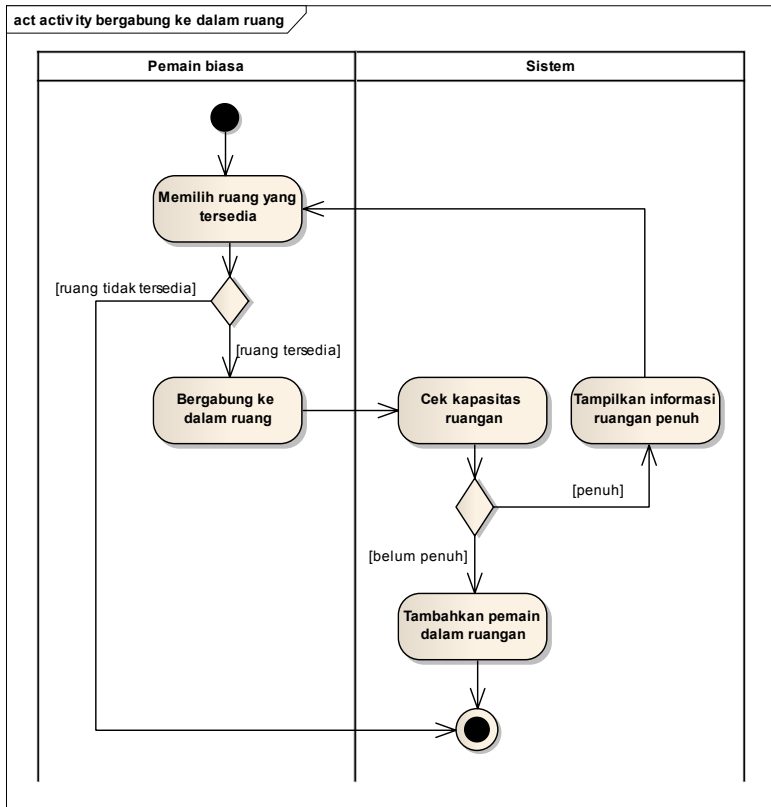 act activity bergabung ke dalam ruang
Pemain biasa
Sistem
Memilih ruang yang
tersedia
[ruang tidak tersedia]
[ruang tersedia]
Bergabung ke
dalam ruang
Cek kapasitas
ruangan
Tampilkan informasi
ruangan penuh
[penuh]
[belum penuh]
Tambahkan pemain
dalam ruangan